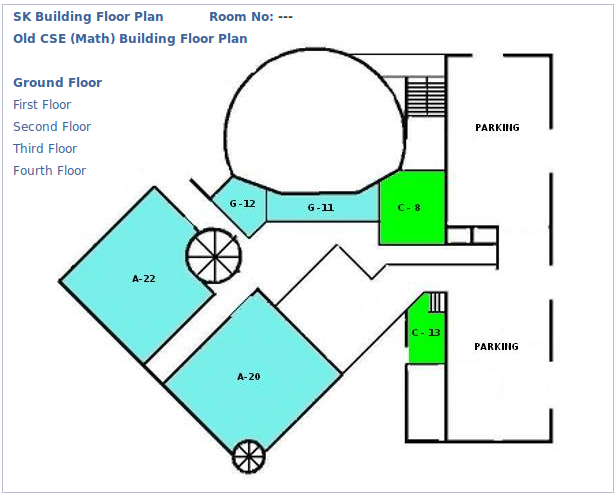 SK Building Floor Plan Room No: ---
Old CSE (Math) Building Floor Plan
Ground Floor
First Floor
Second Floor
Third Floor
Fourth Floor
PARKING
G -12
G -11
C - 8
A-22
C - 13
PARKING
A-20